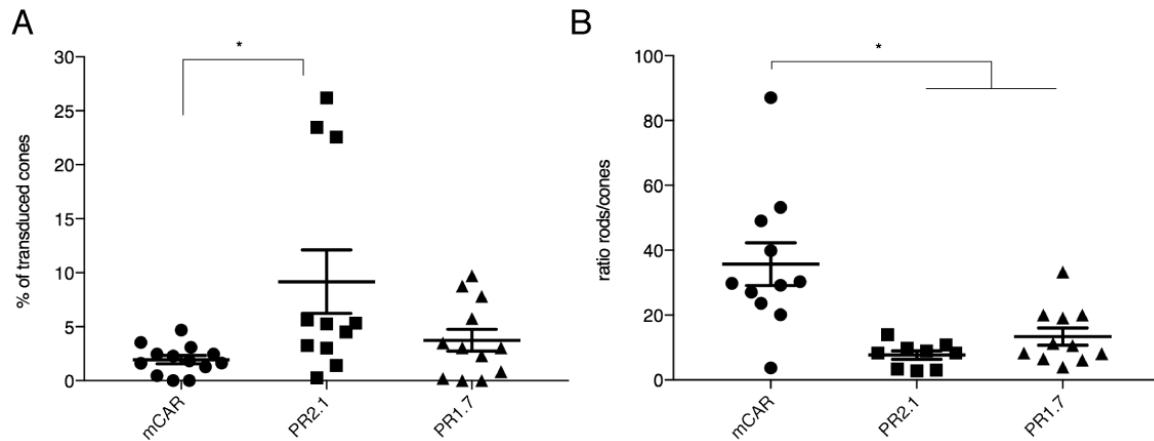 A
*
% of transduced cones
30
25
20
15
10
5
0
mCAR
PR2.1
PR1.7
B
*
ratio rods/cones
100
80
60
40
20
0
mCAR
PR2.1
PR1.7